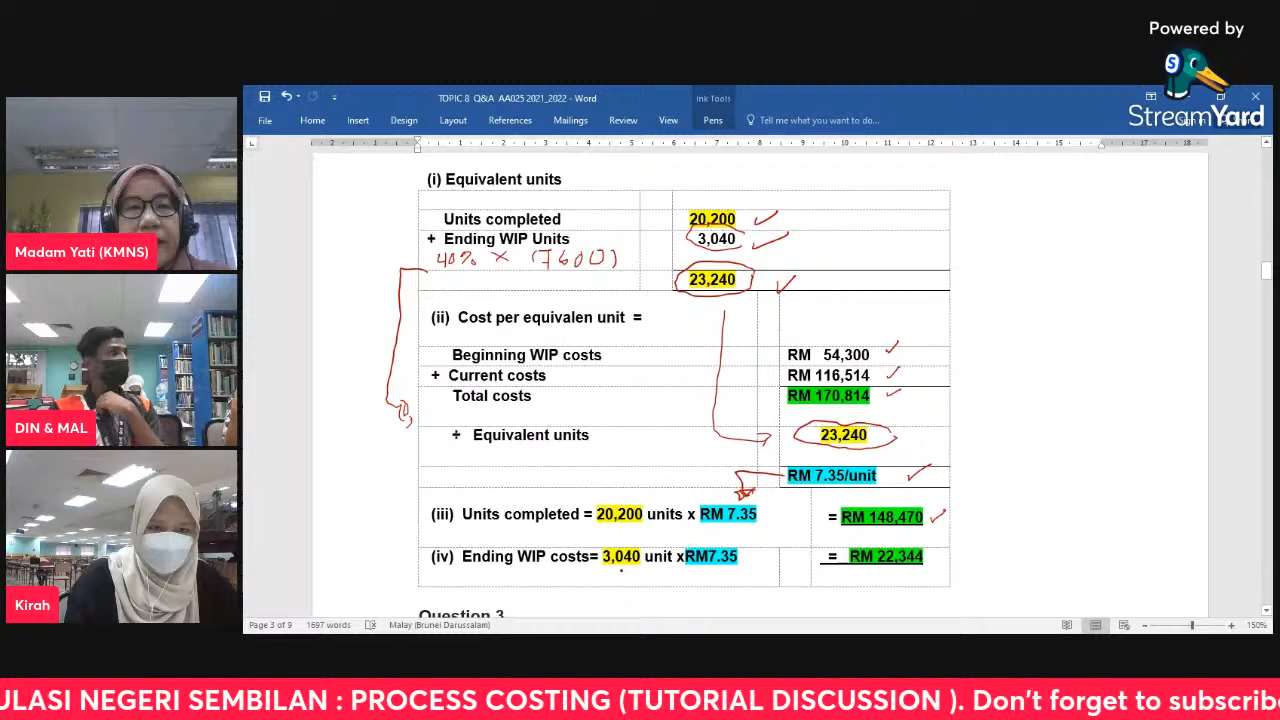 Powered by
StreamYard
TOPIC 8 Q&A AA025 2021_2022 - Word
Ink Tools
File
Home
Insert
Design
Layout
References
Mailings
Review
View
Pens
Tell me what you want to do...
(i) Equivalent units
Units completed 20,200
+ Ending WIP Units 3,040
40% × (7600)
23,240
(ii) Cost per equivalen unit =
Beginning WIP costs RM 54,300
+ Current costs RM 116,514
Total costs RM 170,814
÷ Equivalent units 23,240
RM 7.35/unit
(iii) Units completed = 20,200 units x RM 7.35 = RM 148,470
(iv) Ending WIP costs= 3,040 unit xRM7.35 = RM 22,344
Question 3
Page 3 of 9
1697 words
Malay (Brunei Darussalam)
150%
Madam Yati (KMNS)
DIN & MAL
Kirah
ULASI NEGERI SEMBILAN : PROCESS COSTING (TUTORIAL DISCUSSION ). Don't forget to subscribe